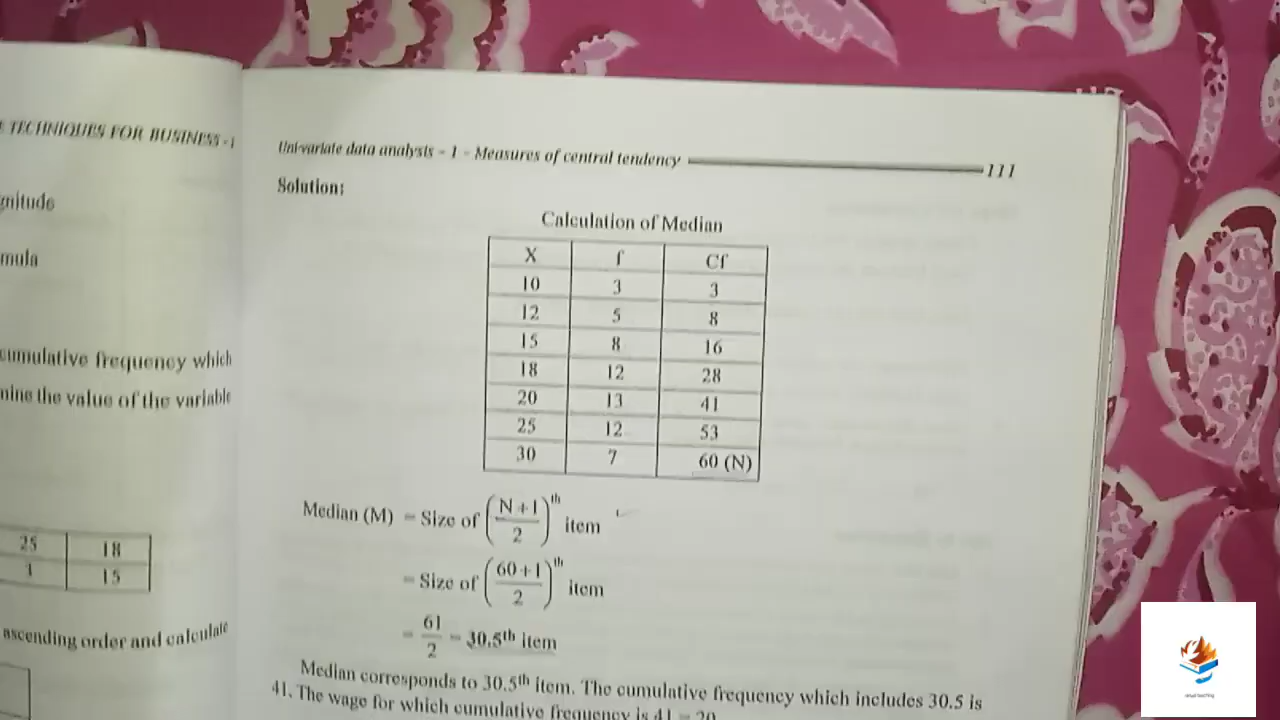 TECHNIQUES FOR BUSINESS - I
gnitude
mula
cumulative frequency which
mine the value of the variable
25 18
1 15
ascending order and calculate
Uni-variate data analysis - 1 - Measures of central tendency 111
Solution:
Calculation of Median
X f Cf
10 3 3
12 5 8
15 8 16
18 12 28
20 13 41
25 12 53
30 7 60 (N)
Median (M) = Size of ((N+1)/2)th item
= Size of ((60+1)/2)th item
= 61/2 = 30.5th item
Median corresponds to 30.5th item. The cumulative frequency which includes 30.5 is
41. The wage for which cumulative frequency is 41 = 20